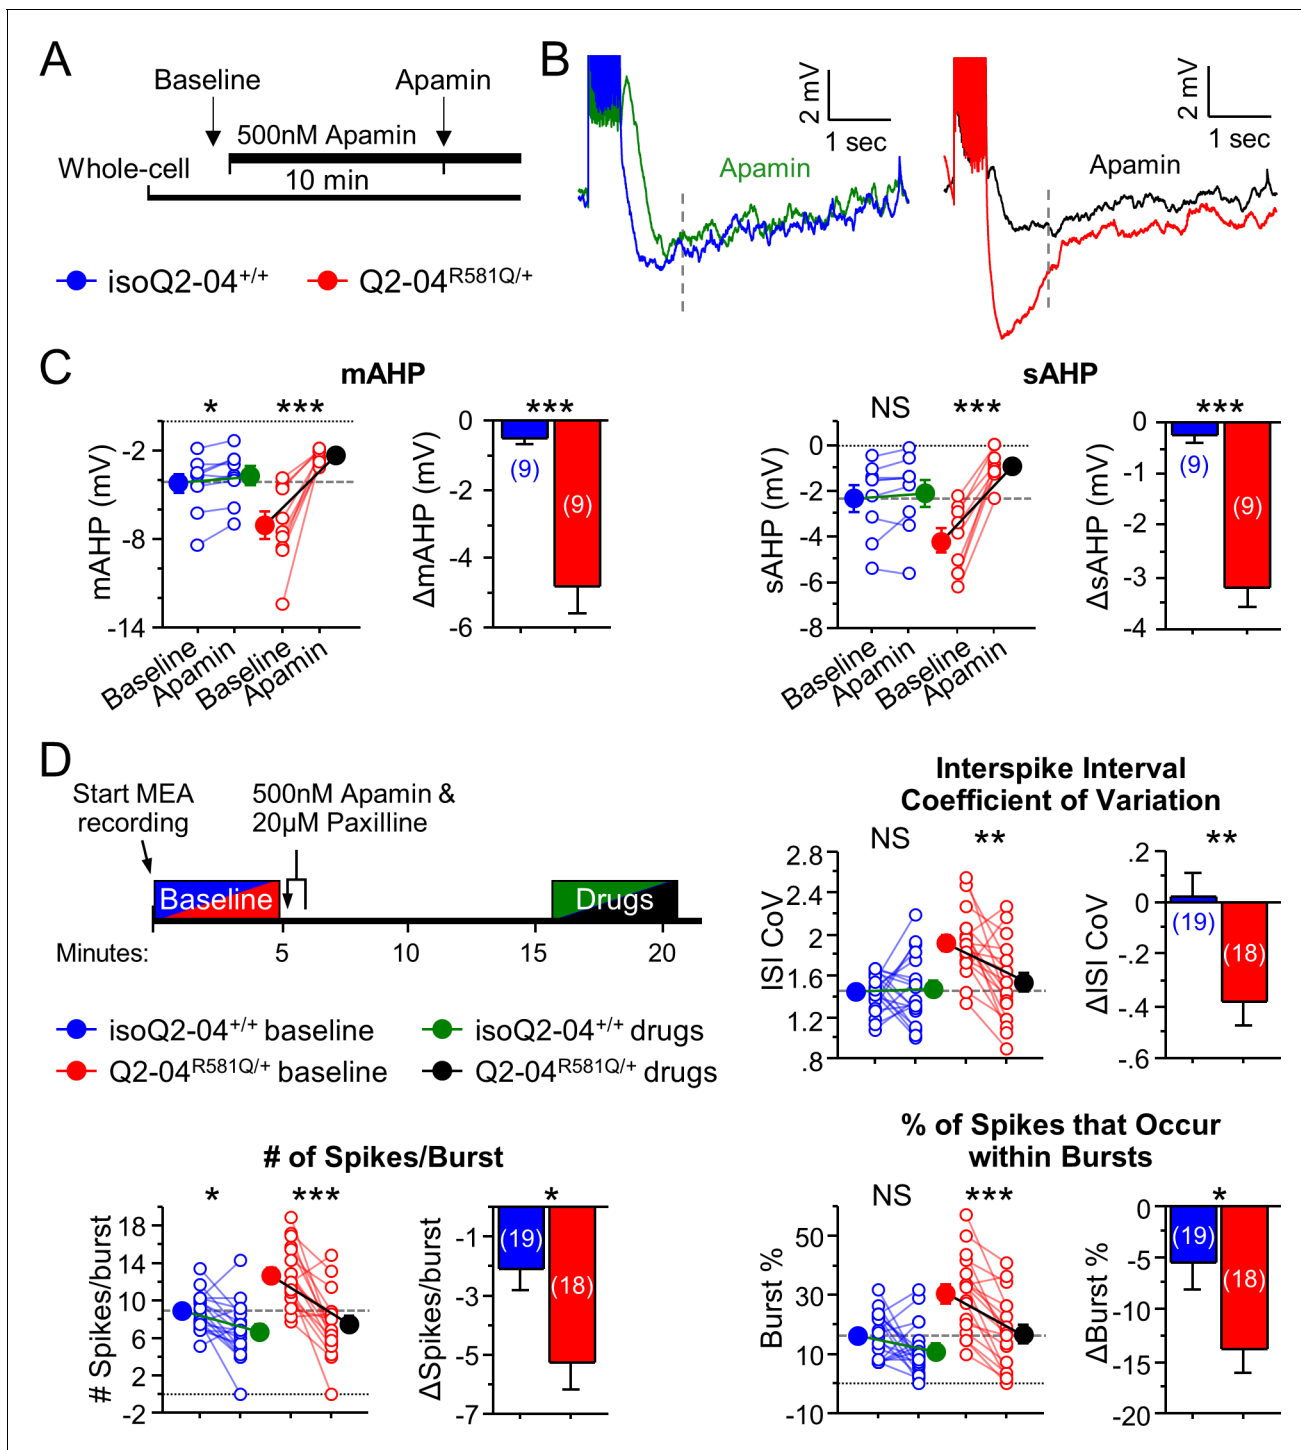 A
Baseline
Apamin
500nM Apamin
Whole-cell
10 min
isoQ2-04+/+
Q2-04R581Q/+
B
2 mV
1 sec
Apamin
2 mV
1 sec
Apamin
C
mAHP
* ***
mAHP (mV)
-2
-8
-14
Baseline
Apamin
Baseline
Apamin
***
ΔmAHP (mV)
0
-2
-4
-6
(9)
(9)
sAHP
NS ***
sAHP (mV)
0
-2
-4
-6
-8
Baseline
Apamin
Baseline
Apamin
***
ΔsAHP (mV)
0
-1
-2
-3
-4
(9)
(9)
D
Start MEA
recording
500nM Apamin &
20µM Paxilline
Baseline
Drugs
Minutes: 5 10 15 20
isoQ2-04+/+ baseline
isoQ2-04+/+ drugs
Q2-04R581Q/+ baseline
Q2-04R581Q/+ drugs
Interspike Interval
Coefficient of Variation
NS **
ISI CoV
2.8
2.4
2
1.6
1.2
.8
**
ΔISI CoV
.2
0
-.2
-.4
-.6
(19)
(18)
# of Spikes/Burst
* ***
# Spikes/burst
18
14
10
6
2
-2
*
ΔSpikes/burst
-1
-3
-5
-7
(19)
(18)
% of Spikes that Occur
within Bursts
NS ***
Burst %
50
30
10
-10
*
ΔBurst %
0
-5
-10
-15
-20
(19)
(18)